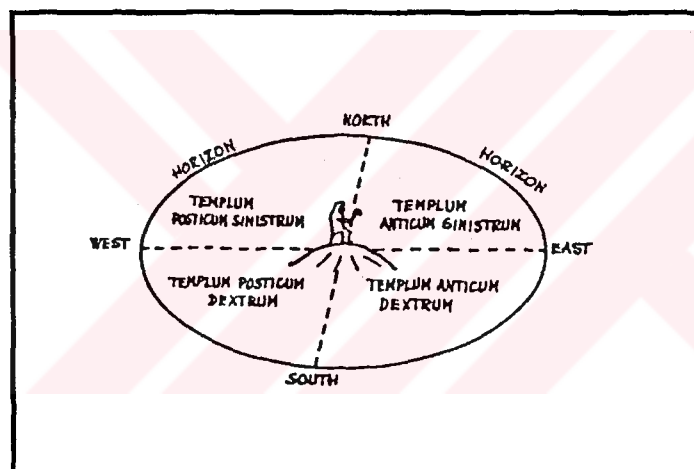 NORTH
HORIZON
HORIZON
TEMPLUM
POSTICUM SINISTRUM
TEMPLUM
ANTICUM SINISTRUM
WEST
EAST
TEMPLUM POSTICUM
DEXTRUM
TEMPLUM ANTICUM
DEXTRUM
SOUTH